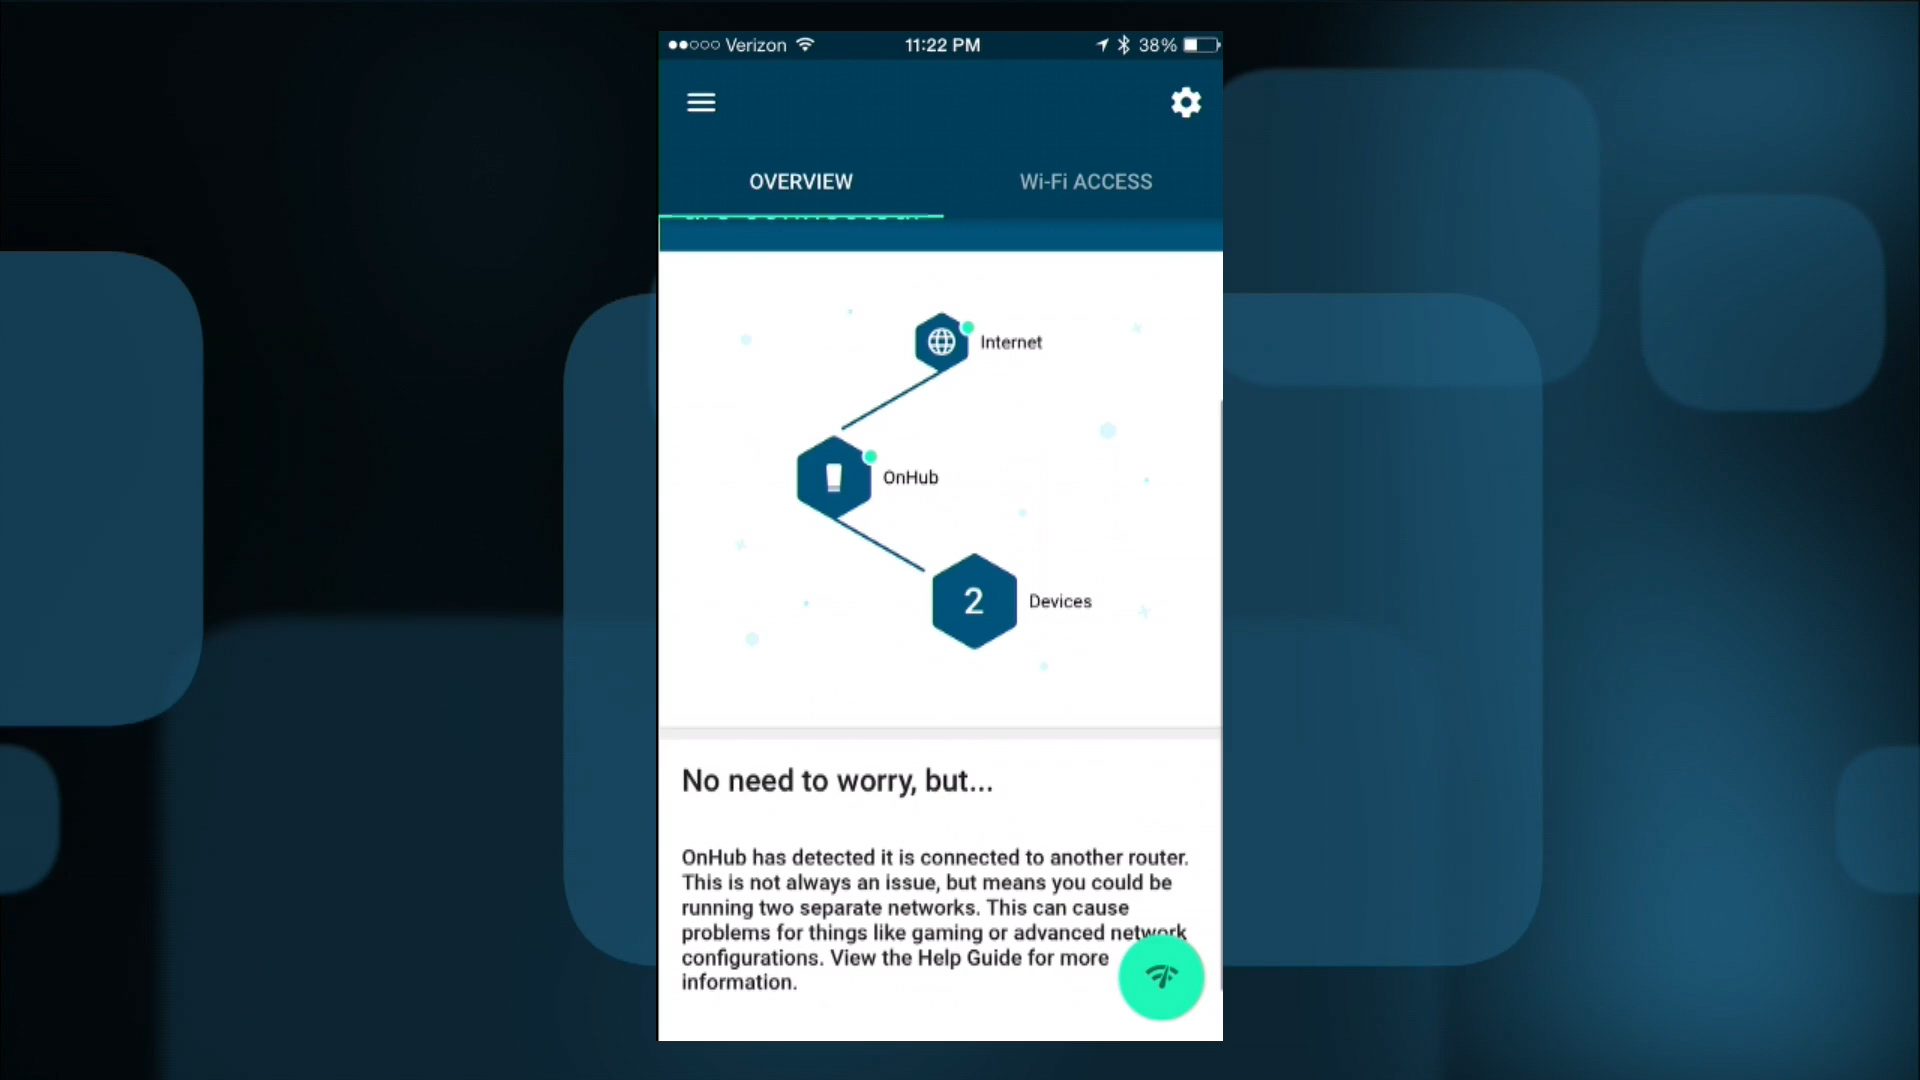 Verizon 11:22 PM 38%
OVERVIEW Wi-Fi ACCESS
Internet
OnHub
2 Devices
No need to worry, but...
OnHub has detected it is connected to another router.
This is not always an issue, but means you could be
running two separate networks. This can cause
problems for things like gaming or advanced network
configurations. View the Help Guide for more
information.